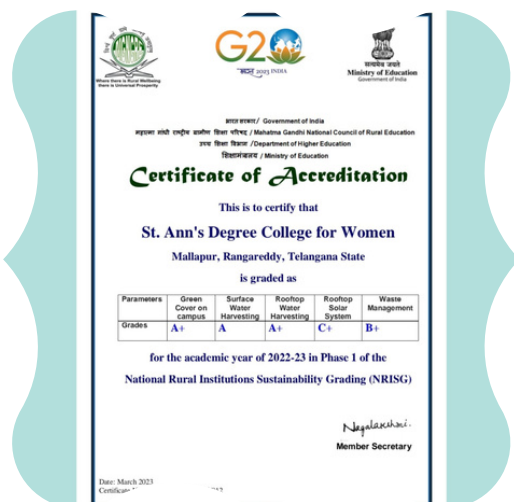 Where there is Rural Wellbeing
there is Universal Prosperity
G20
भारत 2023 INDIA
सत्यमेव जयते
Ministry of Education
Government of India
भारत सरकार/ Government of India
महात्मा गांधी राष्ट्रीय ग्रामीण शिक्षा परिषद् / Mahatma Gandhi National Council of Rural Education
उच्च शिक्षा विभाग /Department of Higher Education
शिक्षा मंत्रालय / Ministry of Education
Certificate of Accreditation
This is to certify that
St. Ann's Degree College for Women
Mallapur, Rangareddy, Telangana State
is graded as
Parameters Green Cover on campus Surface Water Harvesting Rooftop Water Harvesting Rooftop Solar System Waste Management
Grades A+ A A+ C+ B+
for the academic year of 2022-23 in Phase 1 of the
National Rural Institutions Sustainability Grading (NRISG)
Nagalakshmi.
Member Secretary
Date: March 2023
Certificate